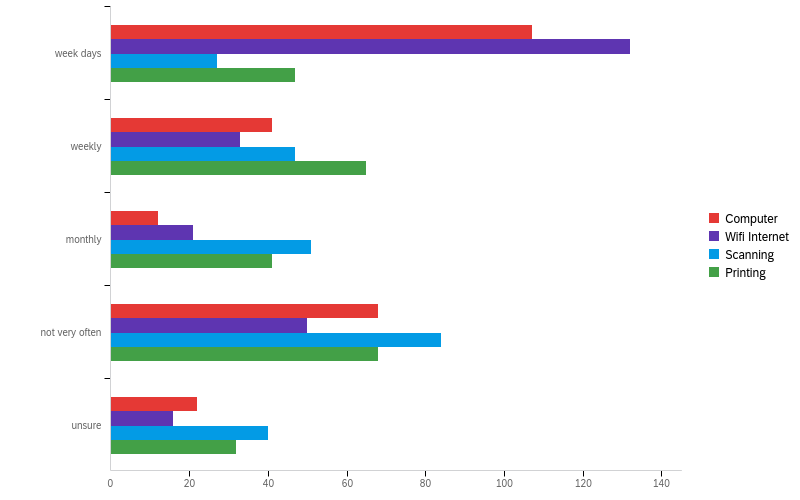 week days
weekly
monthly
not very often
unsure
0 20 40 60 80 100 120 140
Computer
Wifi Internet
Scanning
Printing